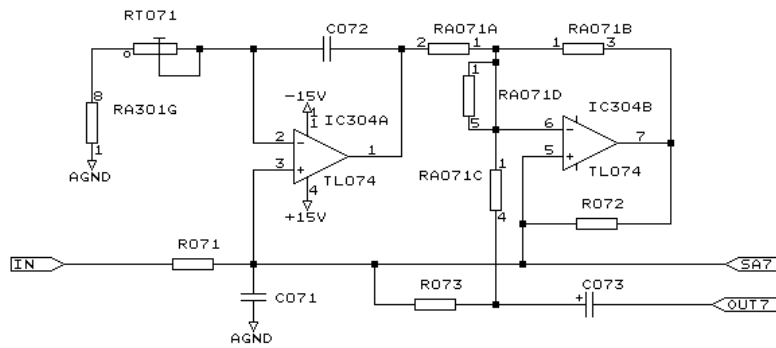 RT071
C072
RA071A
2
1
RA071B
1
3
8
RA301G
1
AGND
-15V
1
1
IC304A
2
-
3
+
1
TL074
4
+15V
1
RA071D
5
IC304B
6
-
5
+
7
TL074
RA071C
1
4
R072
IN
R071
SA7
C071
AGND
R073
C073
+
OUT7